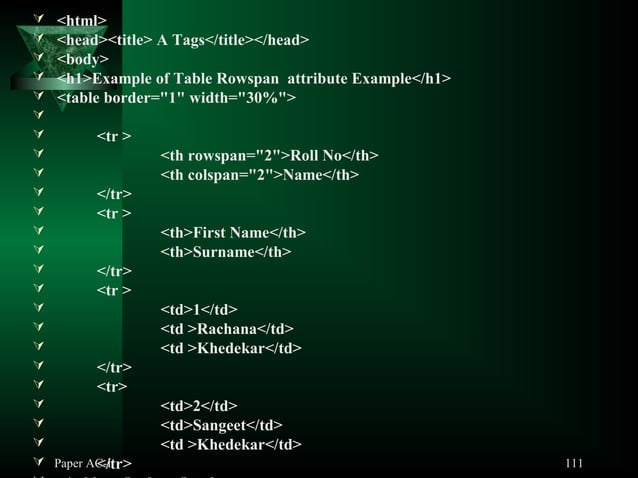 <html>
<head><title> A Tags</title></head>
<body>
<h1>Example of Table Rowspan  attribute Example</h1>
<table border="1" width="30%">
<tr >
<th rowspan="2">Roll No</th>
<th colspan="2">Name</th>
</tr>
<tr >
<th>First Name</th>
<th>Surname</th>
</tr>
<tr >
<td>1</td>
<td >Rachana</td>
<td >Khedekar</td>
</tr>
<tr>
<td>2</td>
<td>Sangeet</td>
<td >Khedekar</td>
</tr>
Paper 111